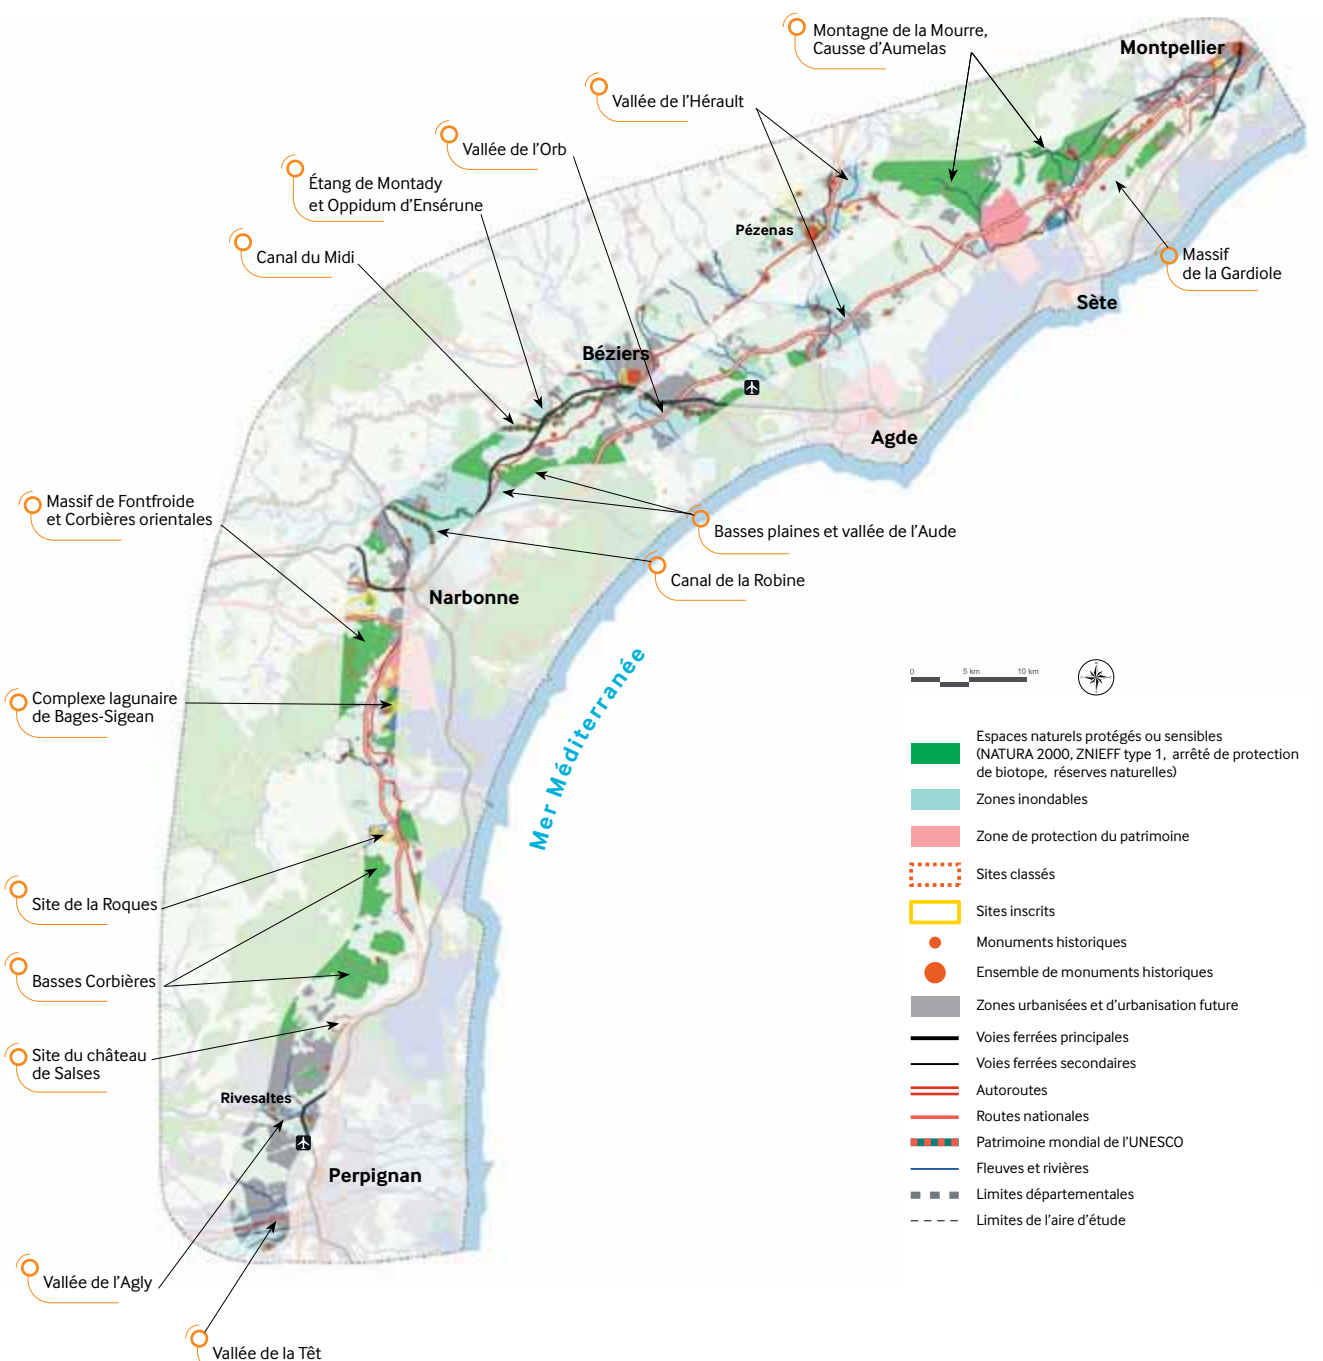 Montagne de la Mourre,
Causse d'Aumelas
Montpellier
Vallée de l'Hérault
Vallée de l'Orb
Étang de Montady
et Oppidum d'Ensérune
Pézenas
Canal du Midi
Massif
de la Gardiole
Sète
Béziers
Agde
Massif de Fontfroide
et Corbières orientales
Basses plaines et vallée de l'Aude
Canal de la Robine
Narbonne
Mer Méditerranée
0 5 km 10 km
Complexe lagunaire
de Bages-Sigean
Espaces naturels protégés ou sensibles
(NATURA 2000, ZNIEFF type 1, arrêté de protection
de biotope, réserves naturelles)
Zones inondables
Zone de protection du patrimoine
Sites classés
Sites inscrits
Monuments historiques
Ensemble de monuments historiques
Zones urbanisées et d'urbanisation future
Voies ferrées principales
Voies ferrées secondaires
Autoroutes
Routes nationales
Patrimoine mondial de l'UNESCO
Fleuves et rivières
Limites départementales
Limites de l'aire d'étude
Site de la Roques
Basses Corbières
Site du château
de Salses
Rivesaltes
Perpignan
Vallée de l'Agly
Vallée de la Têt